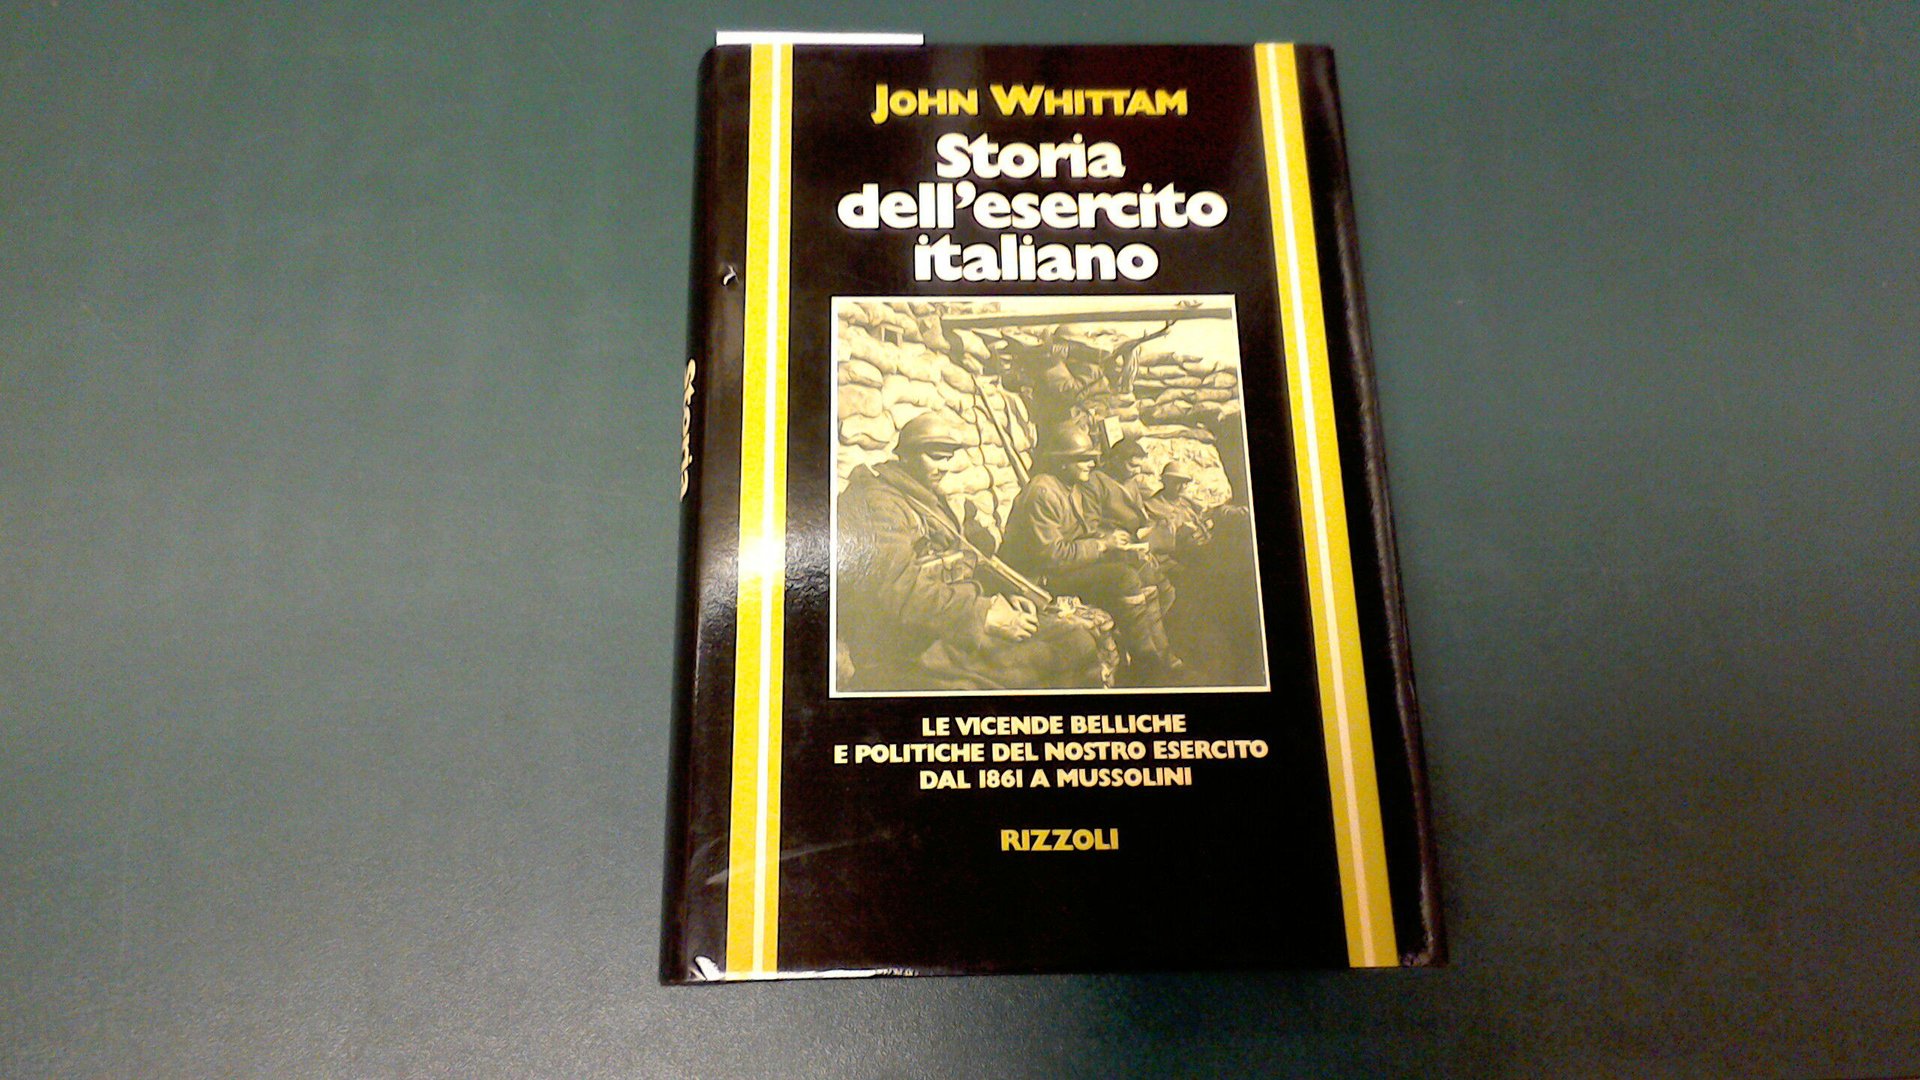 JOHN WHITTAM
Storia
dell'esercito
italiano
LE VICENDE BELLICHE
E POLITICHE DEL NOSTRO ESERCITO
DAL 1861 A MUSSOLINI
RIZZOLI
Storia